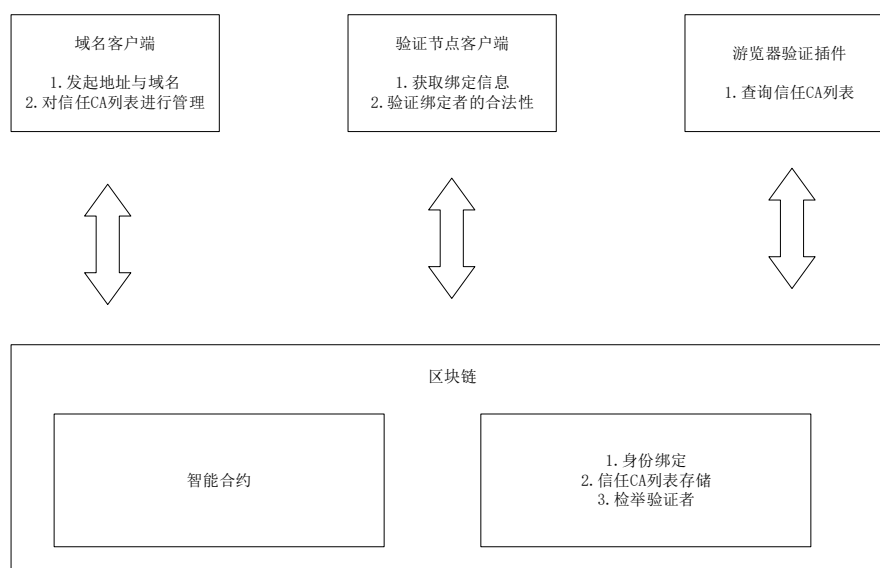 域名客户端
1.发起地址与域名
2.对信任CA列表进行管理
验证节点客户端
1.获取绑定信息
2.验证绑定者的合法性
游览器验证插件
1.查询信任CA列表
区块链
智能合约
1.身份绑定
2.信任CA列表存储
3.检举验证者